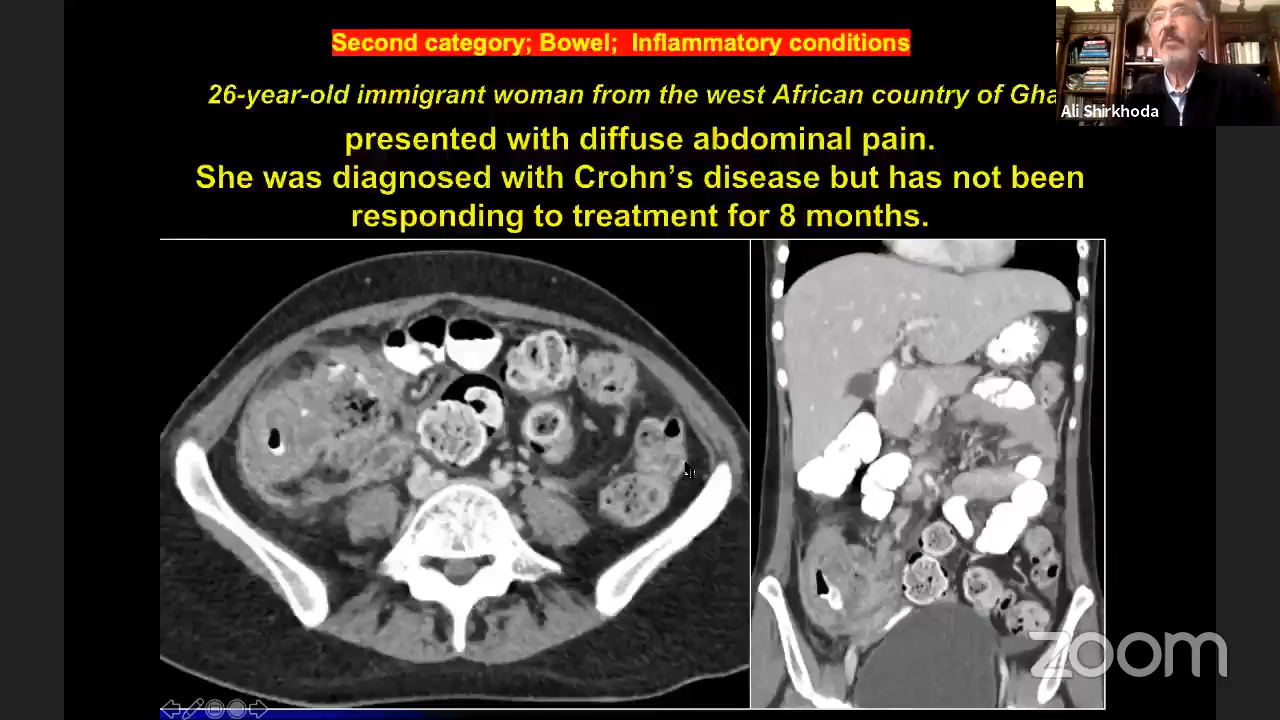 Second category; Bowel; Inflammatory conditions
26-year-old immigrant woman from the west African country of Gha
Ali Shirkhoda
presented with diffuse abdominal pain.
She was diagnosed with Crohn's disease but has not been
responding to treatment for 8 months.
zoom